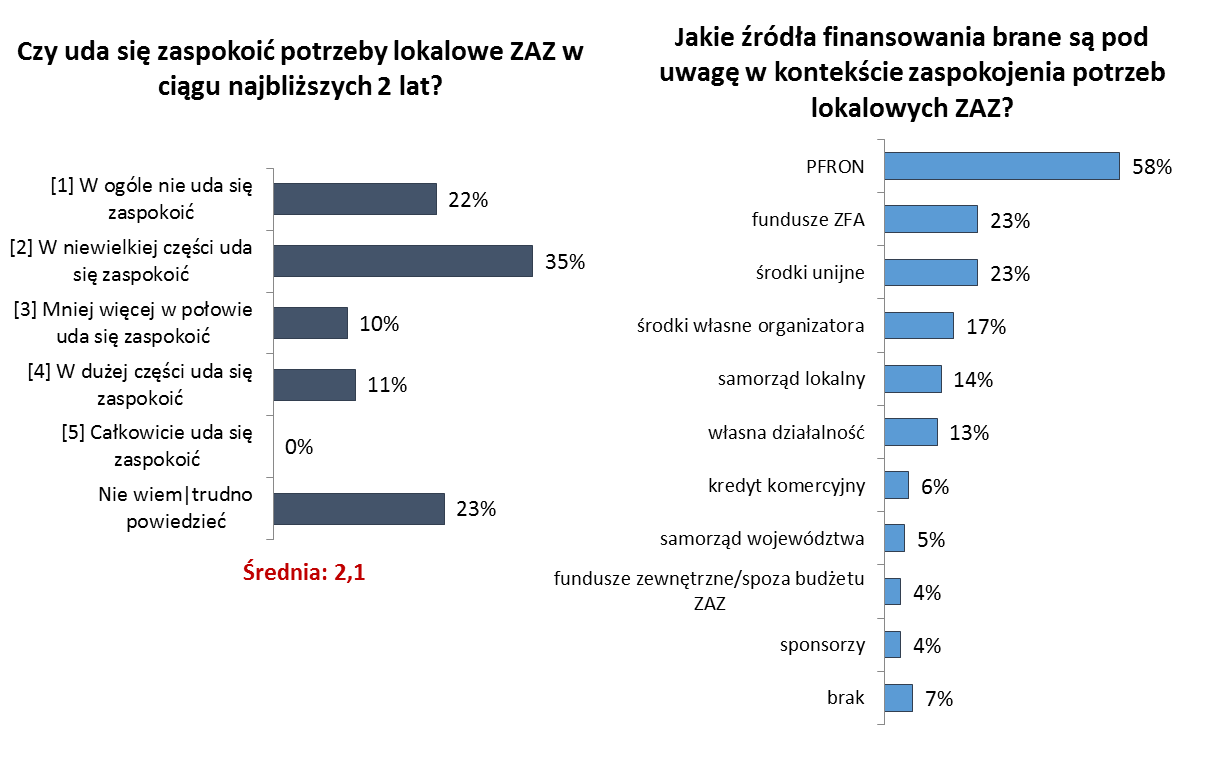 Czy uda się zaspokoić potrzeby lokalowe ZAZ w
ciągu najbliższych 2 lat?
[1] W ogóle nie uda się
zaspokoić
22%
[2] W niewielkiej części uda
się zaspokoić
35%
[3] Mniej więcej w połowie
uda się zaspokoić
10%
[4] W dużej części uda się
zaspokoić
11%
[5] Całkowicie uda się
zaspokoić
0%
Nie wiem|trudno
powiedzieć
23%
Średnia: 2,1
Jakie źródła finansowania brane są pod
uwagę w kontekście zaspokojenia potrzeb
lokalowych ZAZ?
PFRON
58%
fundusze ZFA
23%
środki unijne
23%
środki własne organizatora
17%
samorząd lokalny
14%
własna działalność
13%
kredyt komercyjny
6%
samorząd województwa
5%
fundusze zewnętrzne/spoza budżetu
ZAZ
4%
sponsorzy
4%
brak
7%